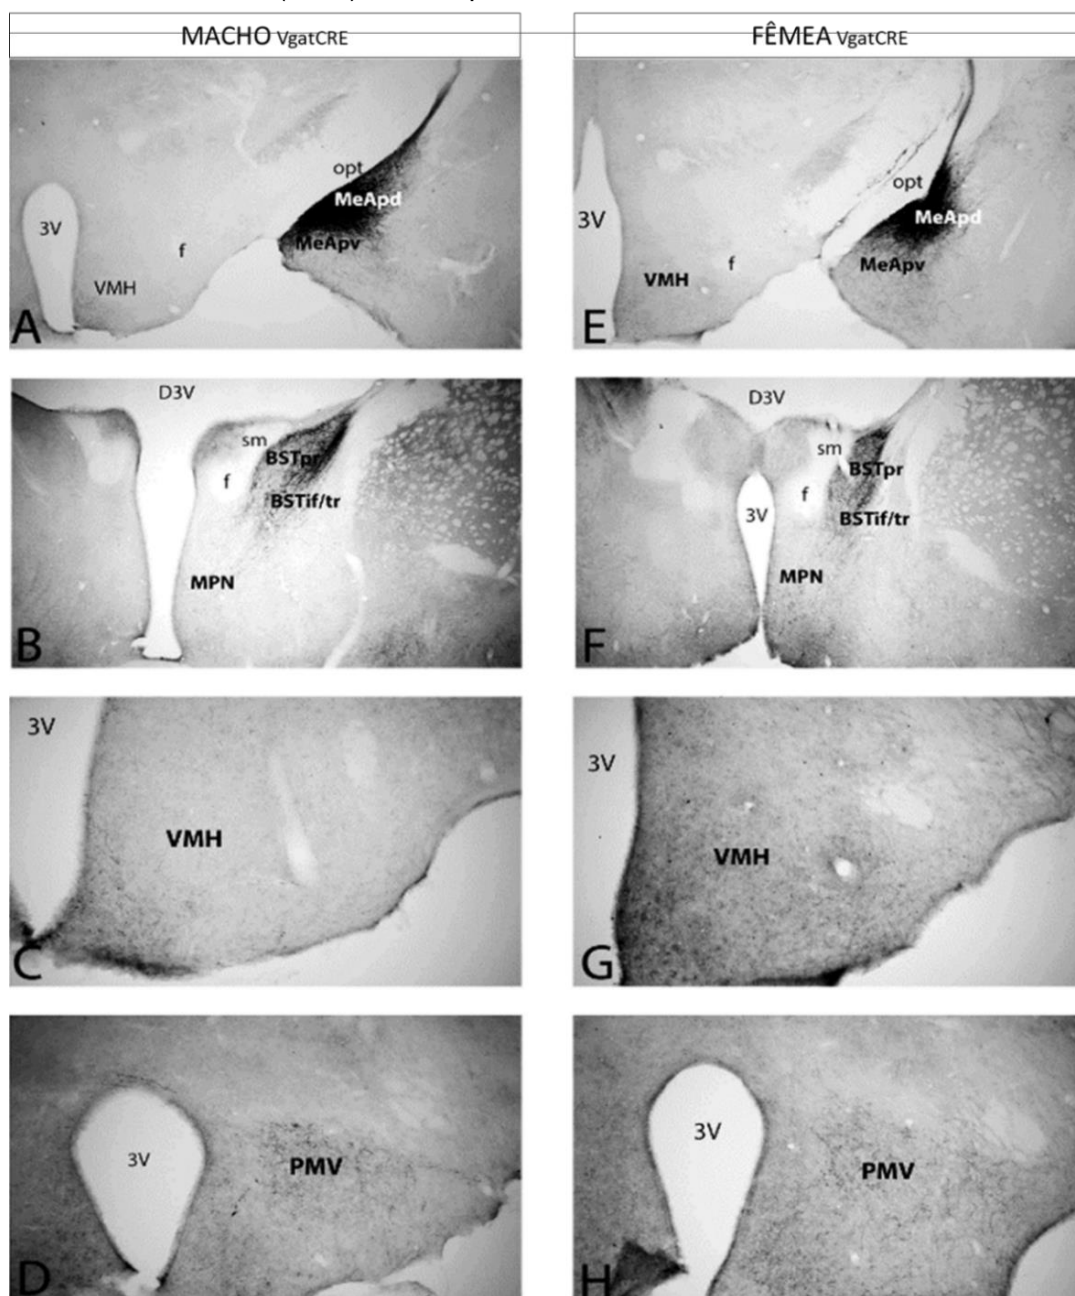 MACHO VgatCRE
FÊMEA VgatCRE
opt
MeApd
3V
f
MeApv
VMH
A
opt
MeApd
3V
f
MeApv
VMH
E
D3V
sm
BSTpr
f
BSTif/tr
MPN
B
D3V
sm
BSTpr
f
3V
BSTif/tr
MPN
F
3V
VMH
C
3V
VMH
G
3V
PMV
D
3V
PMV
H